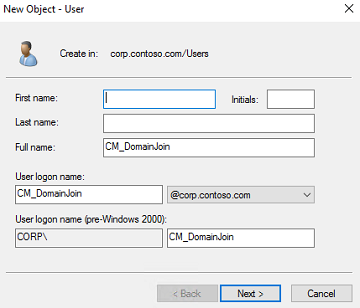 New Object - User
Create in: corp.contoso.com/Users
First name: Initials:
Last name:
Full name: CM_DomainJoin
User logon name:
CM_DomainJoin @corp.contoso.com
User logon name (pre-Windows 2000):
CORP\ CM_DomainJoin
< Back Next > Cancel